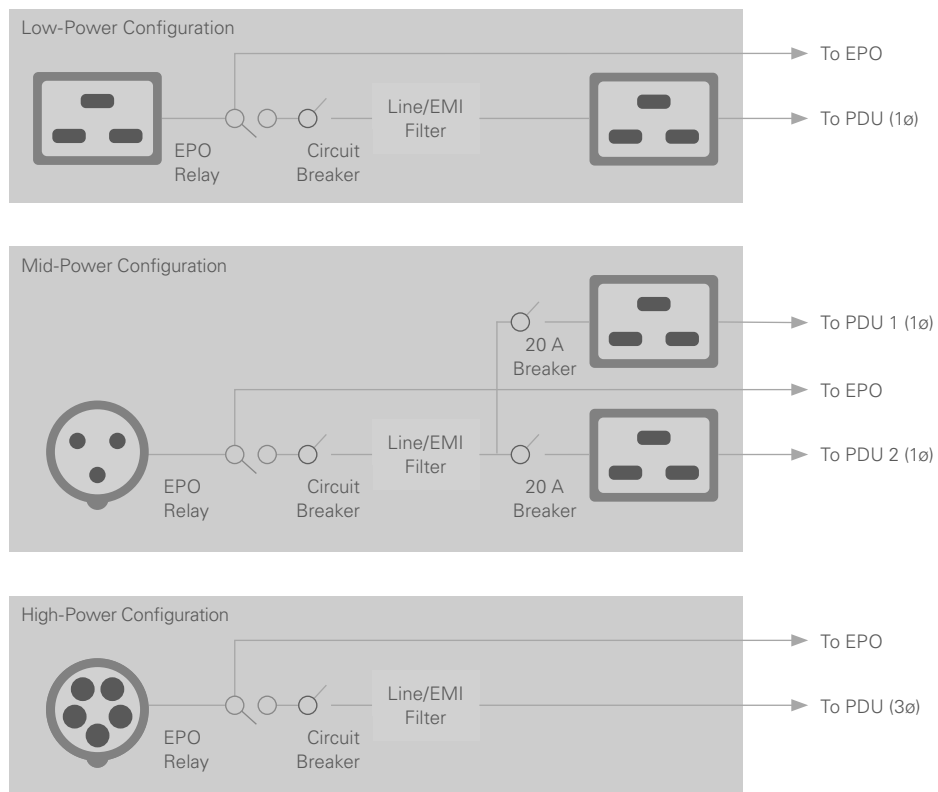 Low-Power Configuration
To EPO
To PDU (1ø)
Line/EMI
Filter
EPO
Relay
Circuit
Breaker
Mid-Power Configuration
To PDU 1 (1ø)
20 A
Breaker
To EPO
Line/EMI
Filter
To PDU 2 (1ø)
EPO
Relay
Circuit
Breaker
20 A
Breaker
High-Power Configuration
To EPO
Line/EMI
Filter
To PDU (3ø)
EPO
Relay
Circuit
Breaker